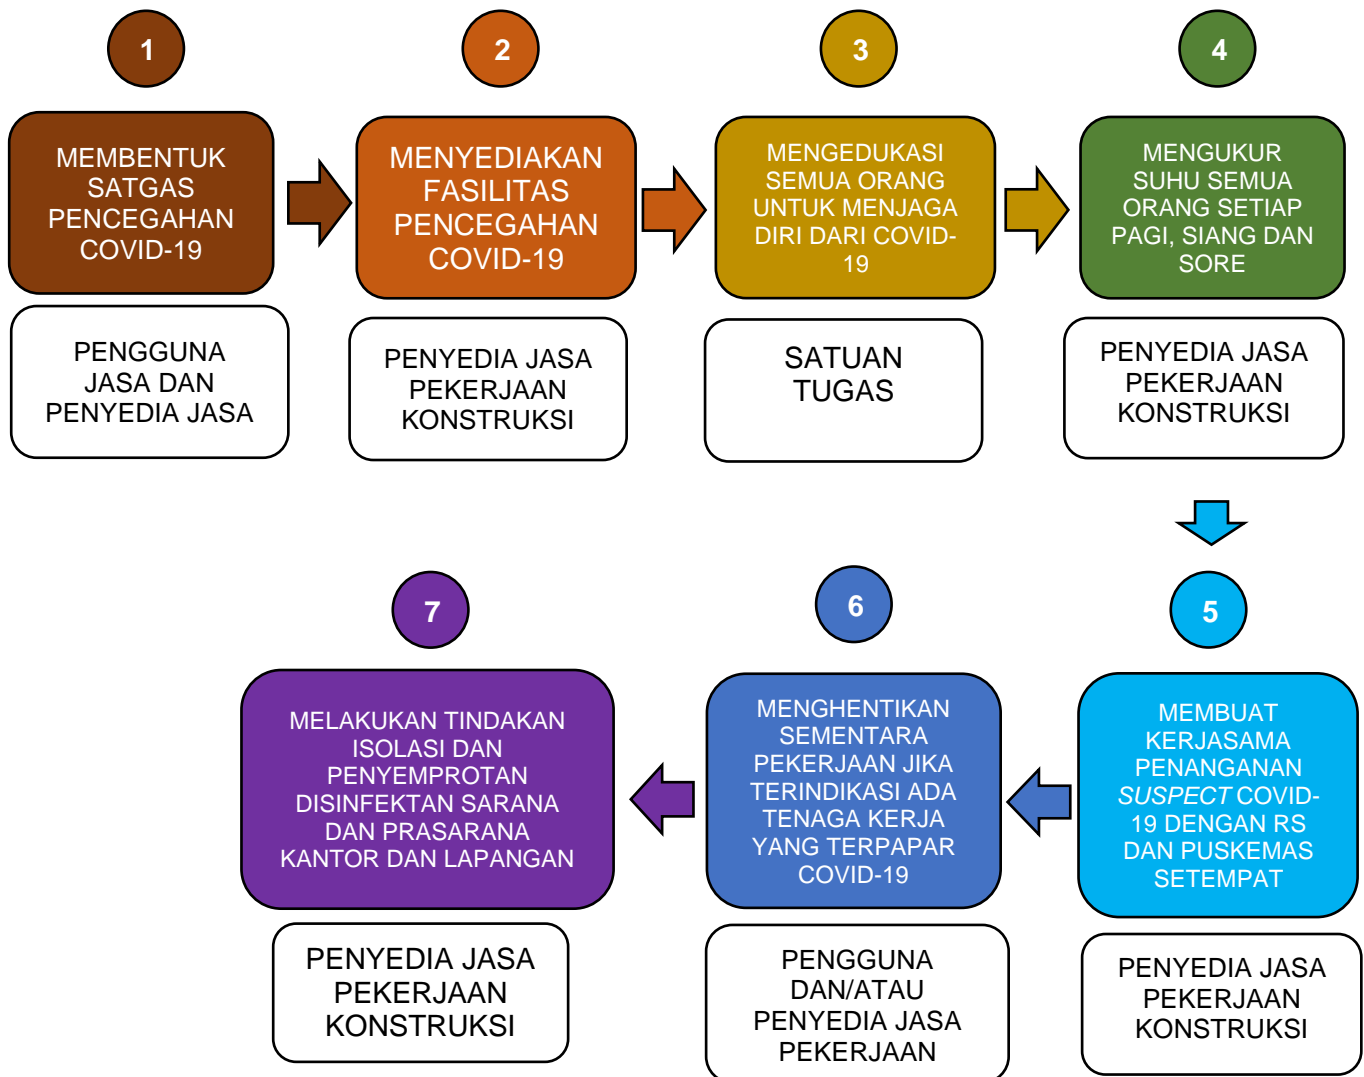 1
MEMBENTUK
SATGAS
PENCEGAHAN
COVID-19
PENGGUNA
JASA DAN
PENYEDIA JASA
2
MENYEDIAKAN
FASILITAS
PENCEGAHAN
COVID-19
PENYEDIA JASA
PEKERJAAN
KONSTRUKSI
3
MENGEDUKASI
SEMUA ORANG
UNTUK MENJAGA
DIRI DARI COVID-
19
SATUAN
TUGAS
4
MENGUKUR
SUHU SEMUA
ORANG SETIAP
PAGI, SIANG DAN
SORE
PENYEDIA JASA
PEKERJAAN
KONSTRUKSI
5
MEMBUAT
KERJASAMA
PENANGANAN
SUSPECT COVID-
19 DENGAN RS
DAN PUSKEMAS
SETEMPAT
PENYEDIA JASA
PEKERJAAN
KONSTRUKSI
6
MENGHENTIKAN
SEMENTARA
PEKERJAAN JIKA
TERINDIKASI ADA
TENAGA KERJA
YANG TERPAPAR
COVID-19
PENGGUNA
DAN/ATAU
PENYEDIA JASA
PEKERJAAN
7
MELAKUKAN TINDAKAN
ISOLASI DAN
PENYEMPROTAN
DISINFEKTAN SARANA
DAN PRASARANA
KANTOR DAN LAPANGAN
PENYEDIA JASA
PEKERJAAN
KONSTRUKSI